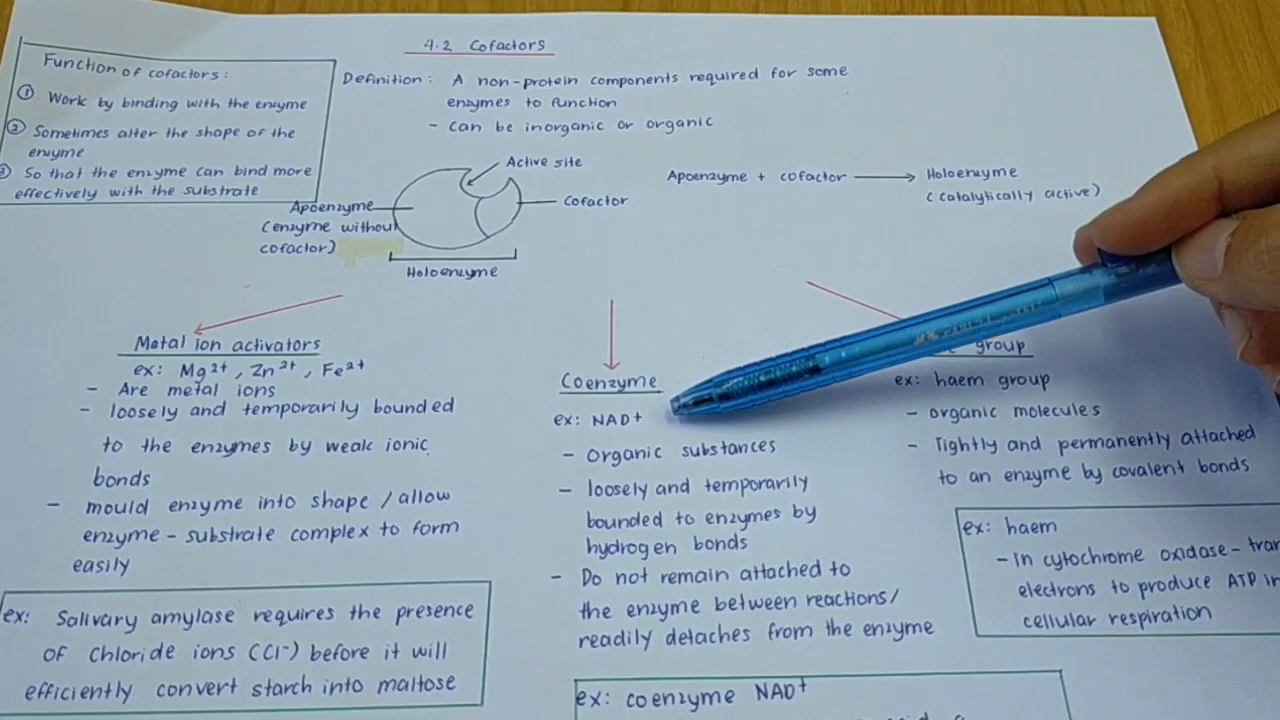 4.2 Cofactors
Function of cofactors:
① Work by binding with the enzyme
② Sometimes alter the shape of the
enzyme
③ So that the enzyme can bind more
effectively with the substrate
Definition: A non-protein components required for some
enzymes to function
- can be inorganic or organic
Active site
Apoenzyme
(enzyme without
cofactor)
Cofactor
Holoenzyme
Apoenzyme + cofactor → Holoenzyme
(catalytically active)
Metal ion activators
ex: Mg²⁺, Zn²⁺, Fe²⁺
- Are metal ions
- loosely and temporarily bounded
to the enzymes by weak ionic
bonds
- mould enzyme into shape / allow
enzyme - substrate complex to form
easily
ex: Salivary amylase requires the presence
of chloride ions (Cl⁻) before it will
efficiently convert starch into maltose
Coenzyme
ex: NAD⁺
- organic substances
- loosely and temporarily
bounded to enzymes by
hydrogen bonds
- Do not remain attached to
the enzyme between reactions/
readily detaches from the enzyme
ex: coenzyme NAD⁺
group
ex: haem group
- organic molecules
- Tightly and permanently attached
to an enzyme by covalent bonds
ex: haem
- In cytochrome oxidase -
electrons to produce ATP in
cellular respiration